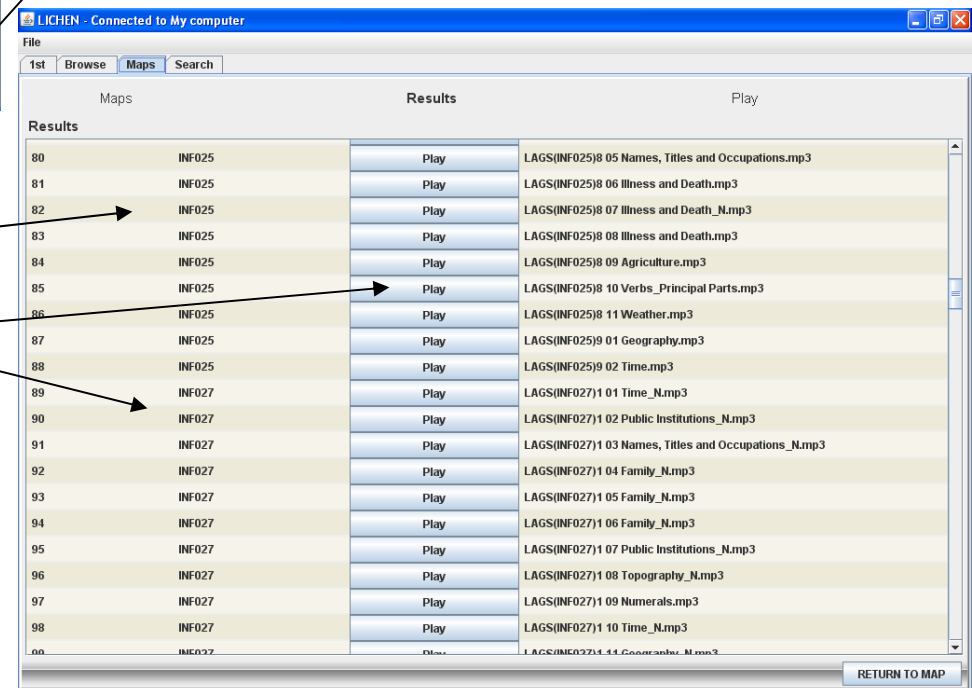 LICHEN - Connected to My computer
File
1st Browse Maps Search
Maps Results Play
Results
80 INF025 Play LAGS(INF025)8 05 Names, Titles and Occupations.mp3
81 INF025 Play LAGS(INF025)8 06 Illness and Death.mp3
82 INF025 Play LAGS(INF025)8 07 Illness and Death_N.mp3
83 INF025 Play LAGS(INF025)8 08 Illness and Death.mp3
84 INF025 Play LAGS(INF025)8 09 Agriculture.mp3
85 INF025 Play LAGS(INF025)8 10 Verbs_Principal Parts.mp3
86 INF025 Play LAGS(INF025)8 11 Weather.mp3
87 INF025 Play LAGS(INF025)9 01 Geography.mp3
88 INF025 Play LAGS(INF025)9 02 Time.mp3
89 INF027 Play LAGS(INF027)1 01 Time_N.mp3
90 INF027 Play LAGS(INF027)1 02 Public Institutions_N.mp3
91 INF027 Play LAGS(INF027)1 03 Names, Titles and Occupations_N.mp3
92 INF027 Play LAGS(INF027)1 04 Family_N.mp3
93 INF027 Play LAGS(INF027)1 05 Family_N.mp3
94 INF027 Play LAGS(INF027)1 06 Family_N.mp3
95 INF027 Play LAGS(INF027)1 07 Public Institutions_N.mp3
96 INF027 Play LAGS(INF027)1 08 Topography_N.mp3
97 INF027 Play LAGS(INF027)1 09 Numerals.mp3
98 INF027 Play LAGS(INF027)1 10 Time_N.mp3
99 INF027 Play LAGS(INF027)1 11 Geography_N.mp3
RETURN TO MAP